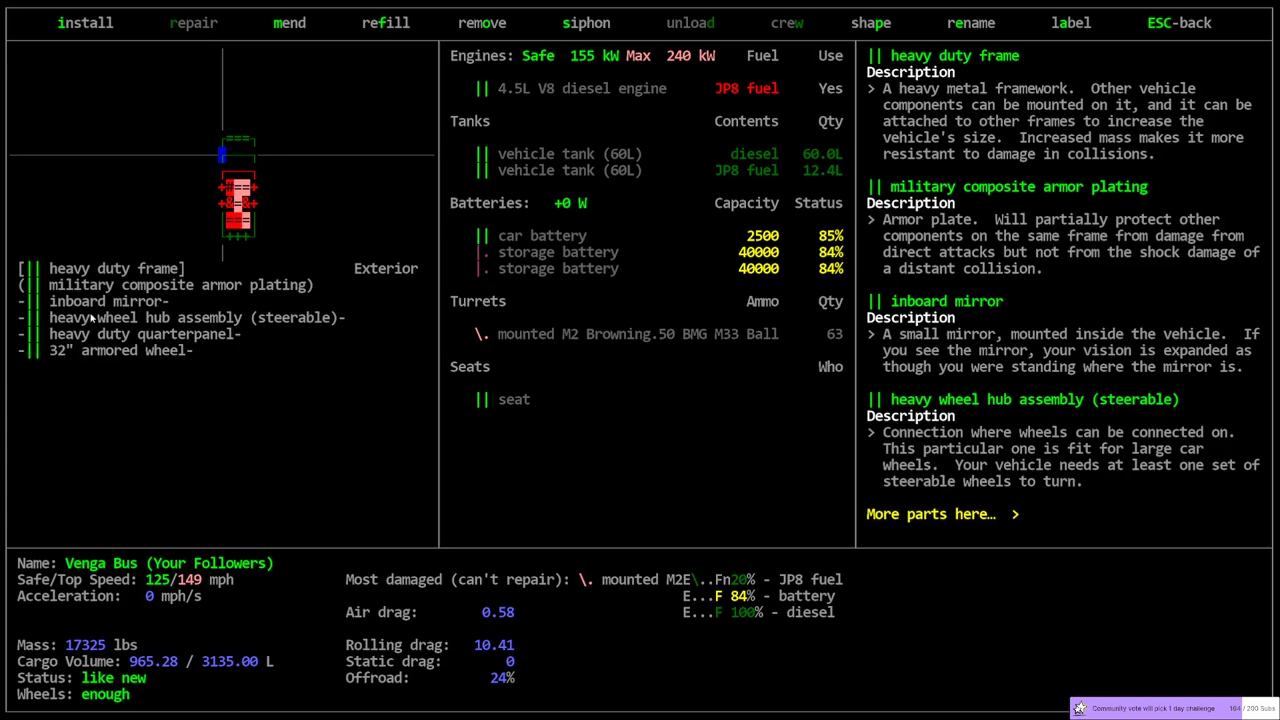 install repair mend refill remove siphon unload crew shape rename label ESC-back
Engines: Safe 155 kW Max 240 kW Fuel Use
|| 4.5L V8 diesel engine JP8 fuel Yes
Tanks Contents Qty
|| vehicle tank (60L) diesel 60.0L
|| vehicle tank (60L) JP8 fuel 12.4L
Batteries: +0 W Capacity Status
|| car battery 2500 85%
|. storage battery 40000 84%
|. storage battery 40000 84%
Turrets Ammo Qty
\. mounted M2 Browning.50 BMG M33 Ball 63
Seats Who
|| seat
[|| heavy duty frame] Exterior
(|| military composite armor plating)
-|| inboard mirror-
-|| heavy wheel hub assembly (steerable)-
-|| heavy duty quarterpanel-
-|| 32" armored wheel-
|| heavy duty frame
Description
> A heavy metal framework. Other vehicle
components can be mounted on it, and it can be
attached to other frames to increase the
vehicle's size. Increased mass makes it more
resistant to damage in collisions.
|| military composite armor plating
Description
> Armor plate. Will partially protect other
components on the same frame from damage from
direct attacks but not from the shock damage of
a distant collision.
|| inboard mirror
Description
> A small mirror, mounted inside the vehicle. If
you see the mirror, your vision is expanded as
though you were standing where the mirror is.
|| heavy wheel hub assembly (steerable)
Description
> Connection where wheels can be connected on.
This particular one is fit for large car
wheels. Your vehicle needs at least one set of
steerable wheels to turn.
More parts here… >
Name: Venga Bus (Your Followers)
Safe/Top Speed: 125/149 mph
Acceleration: 0 mph/s
Mass: 17325 lbs
Cargo Volume: 965.28 / 3135.00 L
Status: like new
Wheels: enough
Most damaged (can't repair): \. mounted M2E\..Fn20% - JP8 fuel
E...F 84% - battery
Air drag: 0.58 E...F 100% - diesel
Rolling drag: 10.41
Static drag: 0
Offroad: 24%
Community vote will pick 1 day challenge 164 / 200 Subs